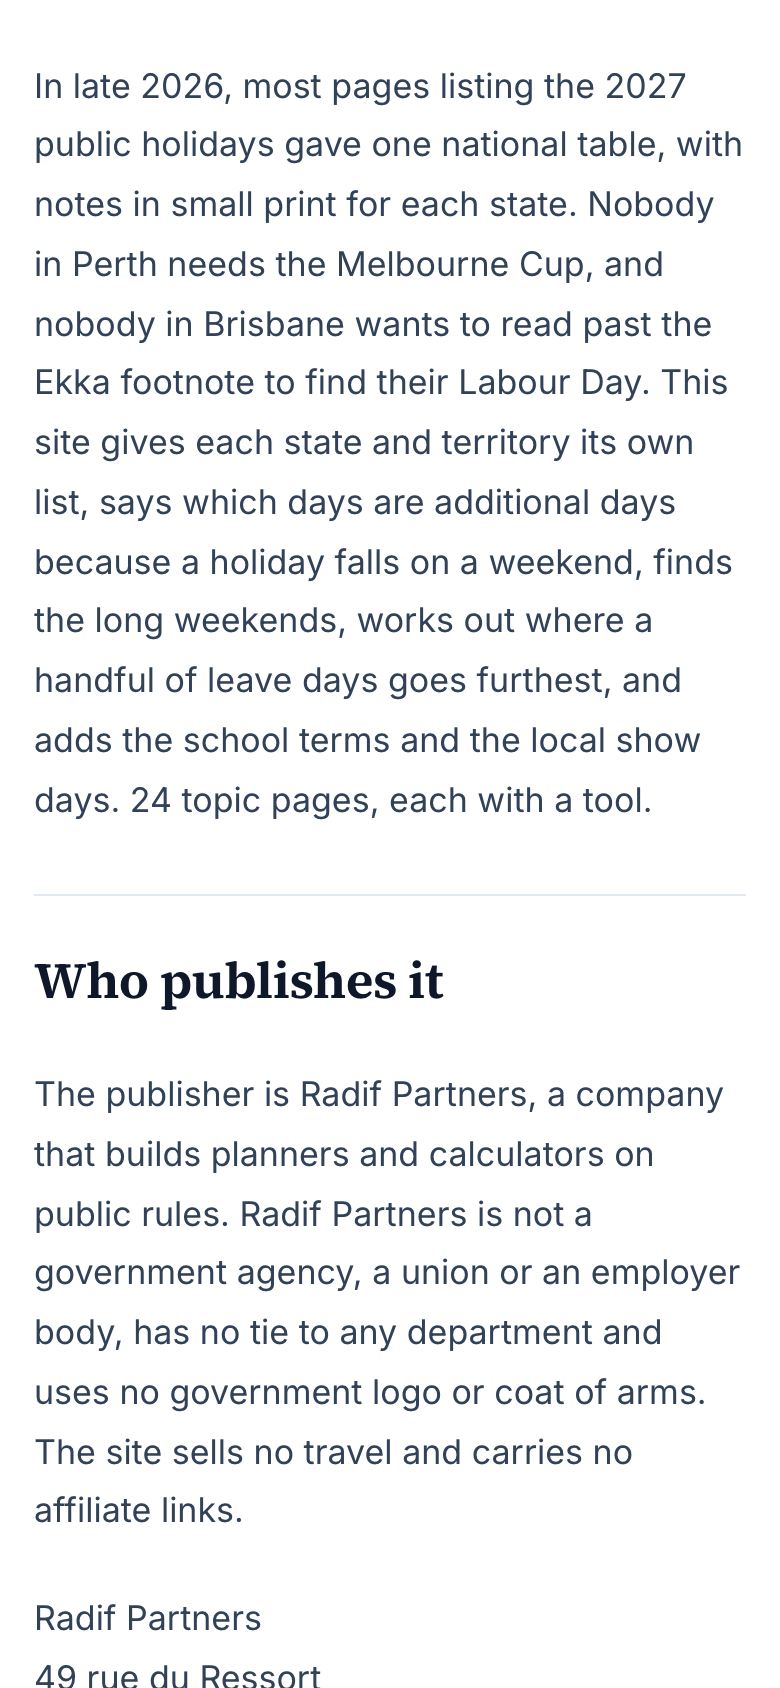 In late 2026, most pages listing the 2027
public holidays gave one national table, with
notes in small print for each state. Nobody
in Perth needs the Melbourne Cup, and
nobody in Brisbane wants to read past the
Ekka footnote to find their Labour Day. This
site gives each state and territory its own
list, says which days are additional days
because a holiday falls on a weekend, finds
the long weekends, works out where a
handful of leave days goes furthest, and
adds the school terms and the local show
days. 24 topic pages, each with a tool.
Who publishes it
The publisher is Radif Partners, a company
that builds planners and calculators on
public rules. Radif Partners is not a
government agency, a union or an employer
body, has no tie to any department and
uses no government logo or coat of arms.
The site sells no travel and carries no
affiliate links.
Radif Partners
49 rue du Ressort